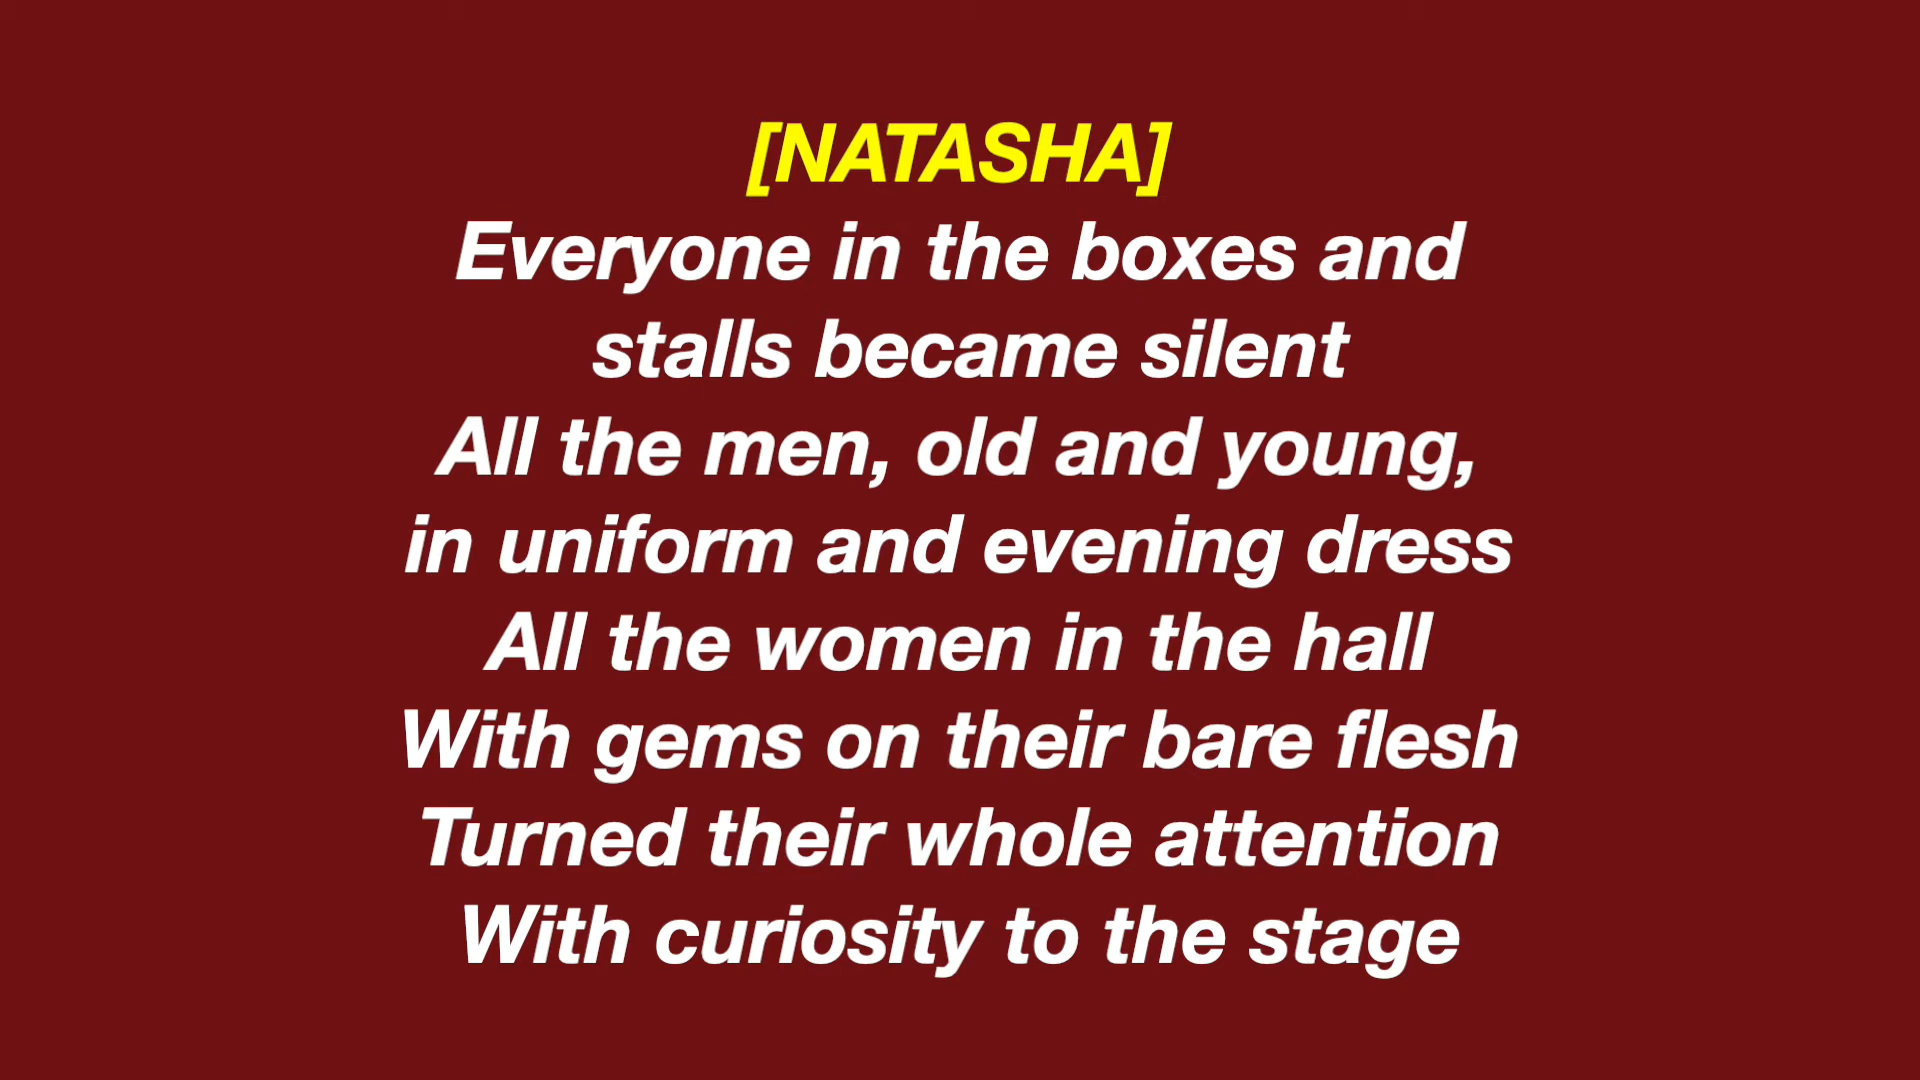 [NATASHA]
Everyone in the boxes and
stalls became silent
All the men, old and young,
in uniform and evening dress
All the women in the hall
With gems on their bare flesh
Turned their whole attention
With curiosity to the stage